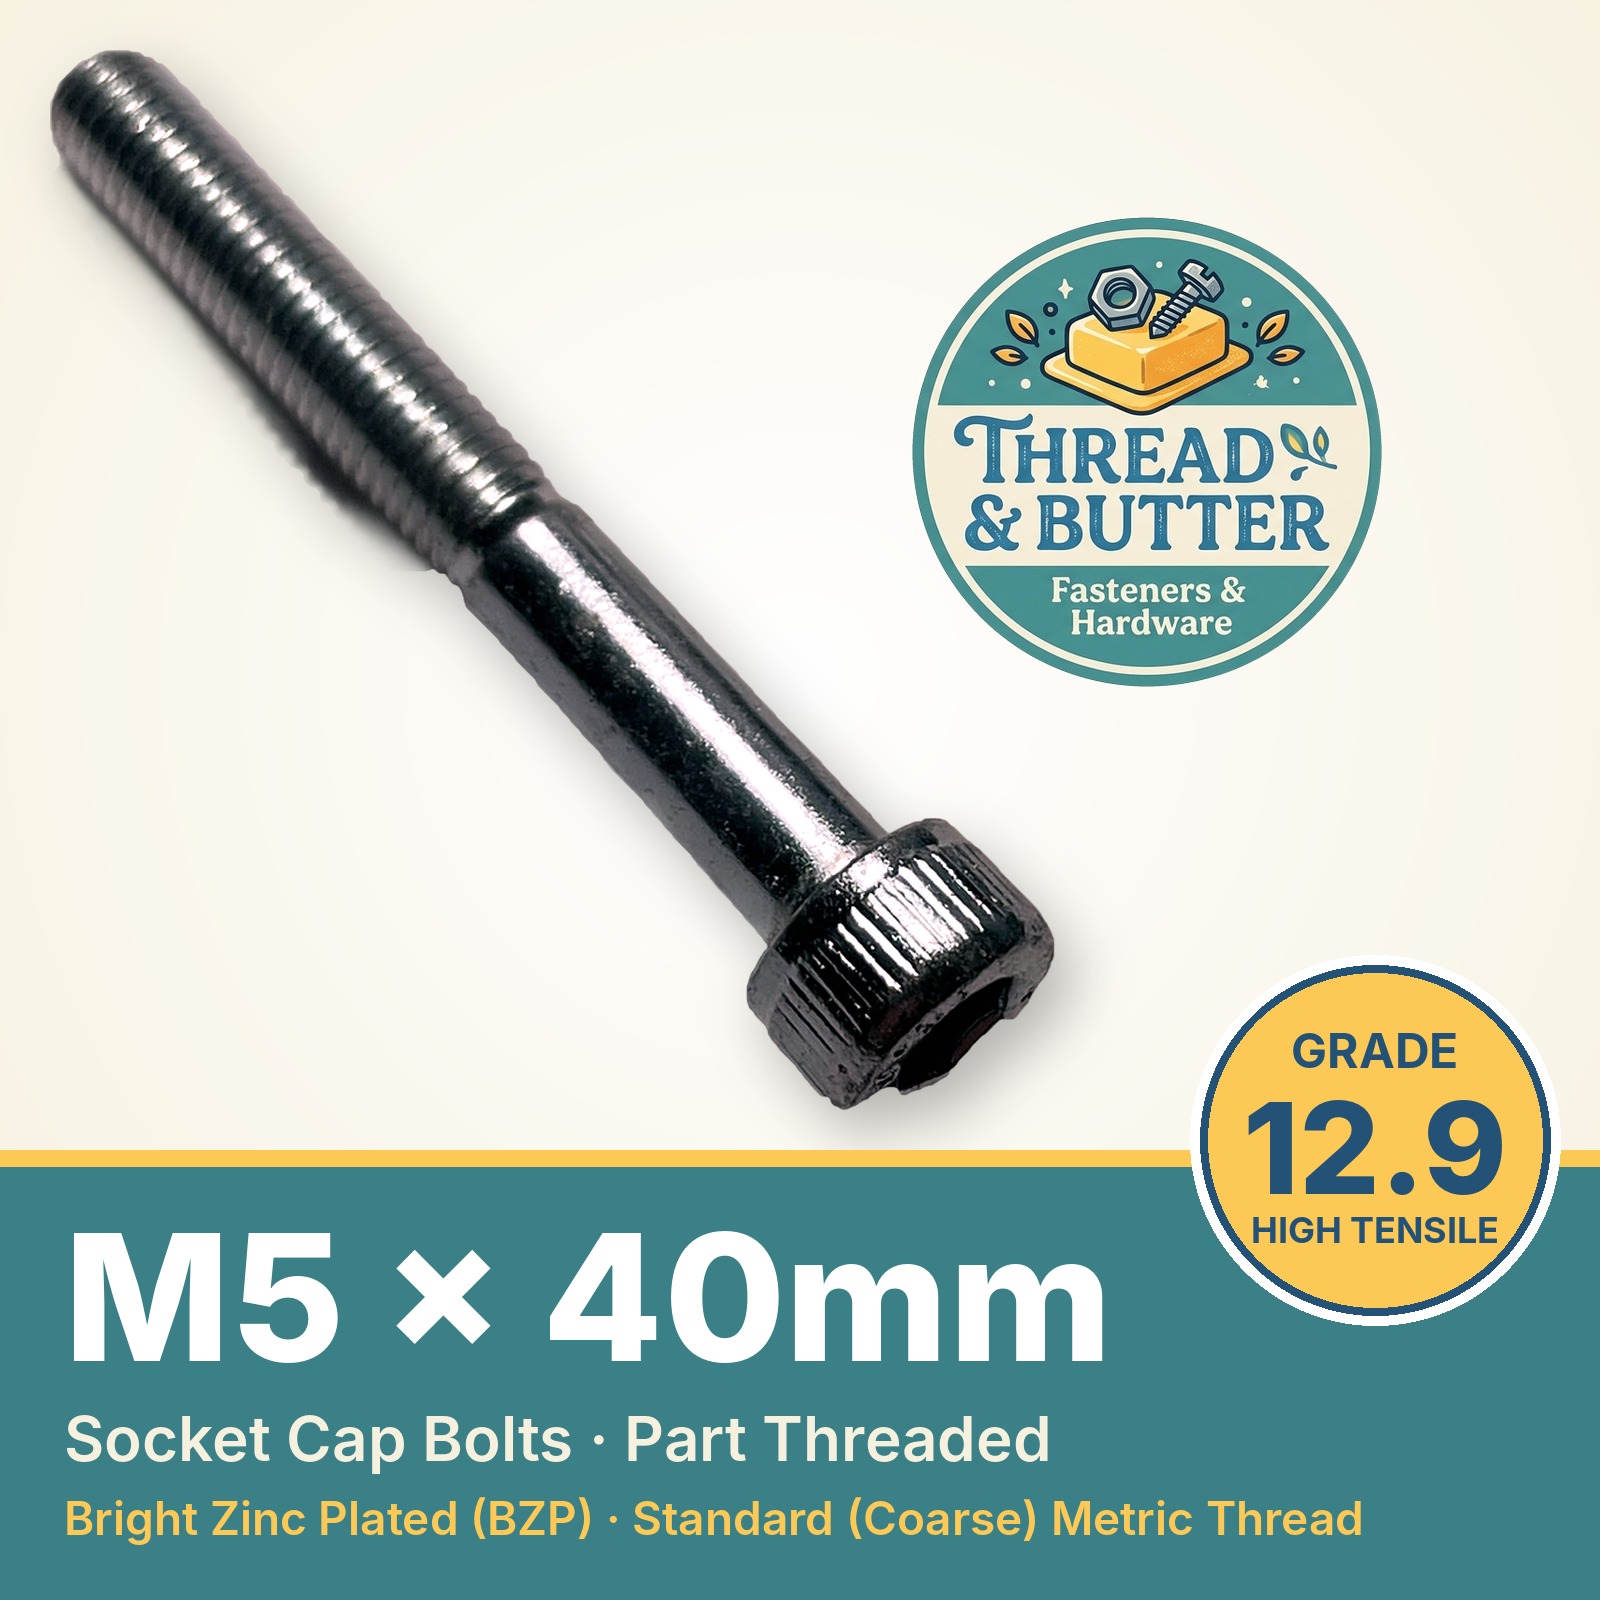 THREAD
& BUTTER
Fasteners &
Hardware
GRADE
12.9
HIGH TENSILE
M5 × 40mm
Socket Cap Bolts · Part Threaded
Bright Zinc Plated (BZP) · Standard (Coarse) Metric Thread